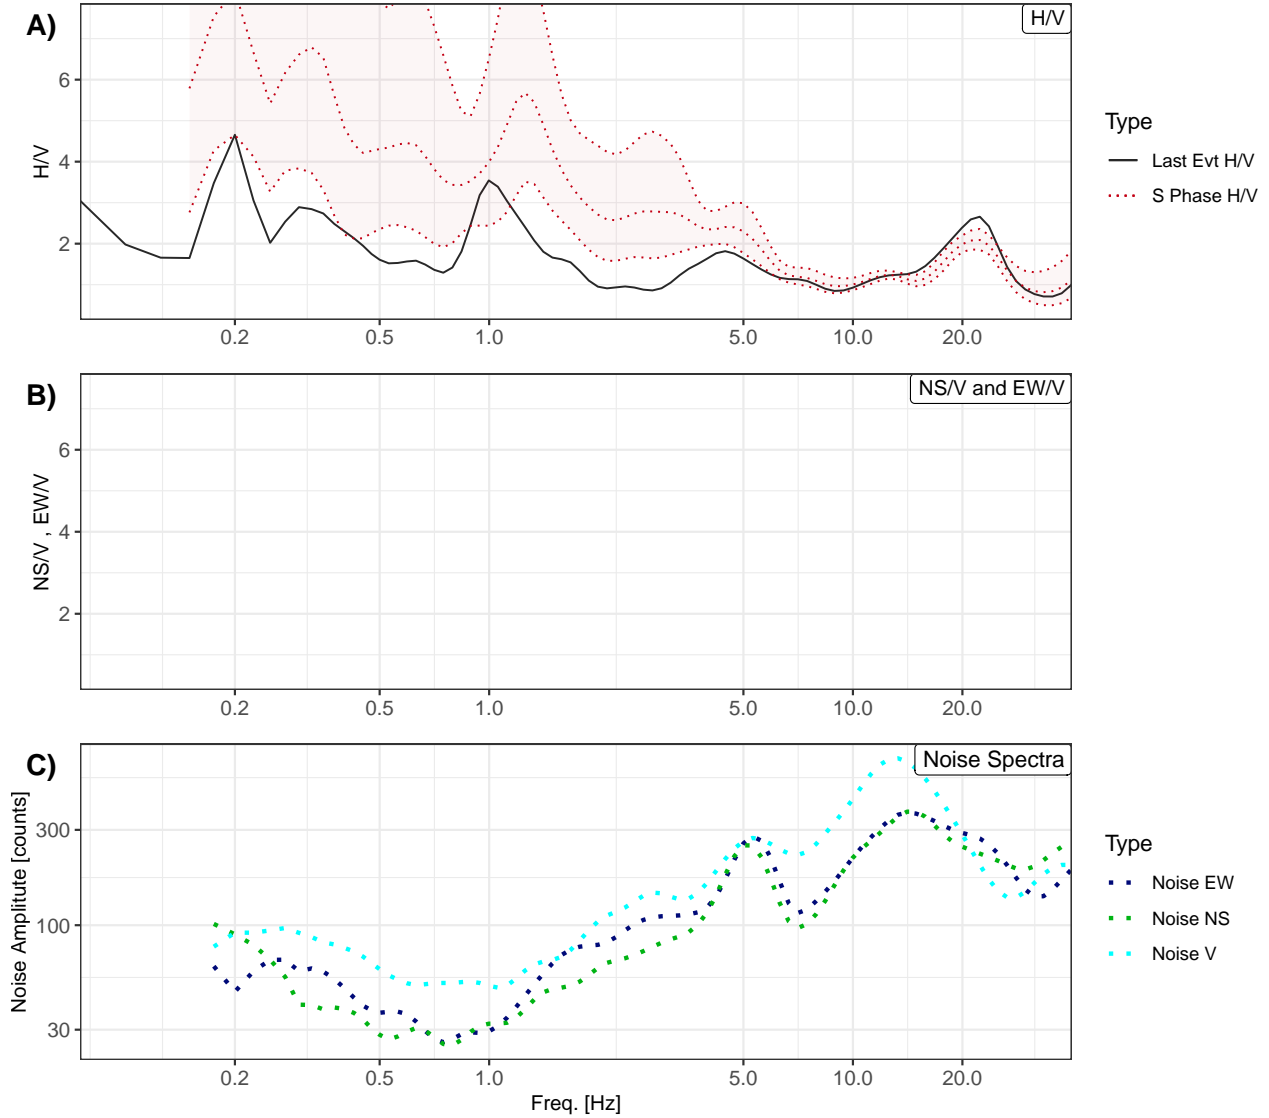 A)
H/V
6
4
2
H/V
0.2 0.5 1.0 5.0 10.0 20.0
Type
Last Evt H/V
S Phase H/V
B)
NS/V and EW/V
6
4
2
NS/V , EW/V
0.2 0.5 1.0 5.0 10.0 20.0
C)
Noise Spectra
300
100
30
Noise Amplitute [counts]
0.2 0.5 1.0 5.0 10.0 20.0
Freq. [Hz]
Type
Noise EW
Noise NS
Noise V